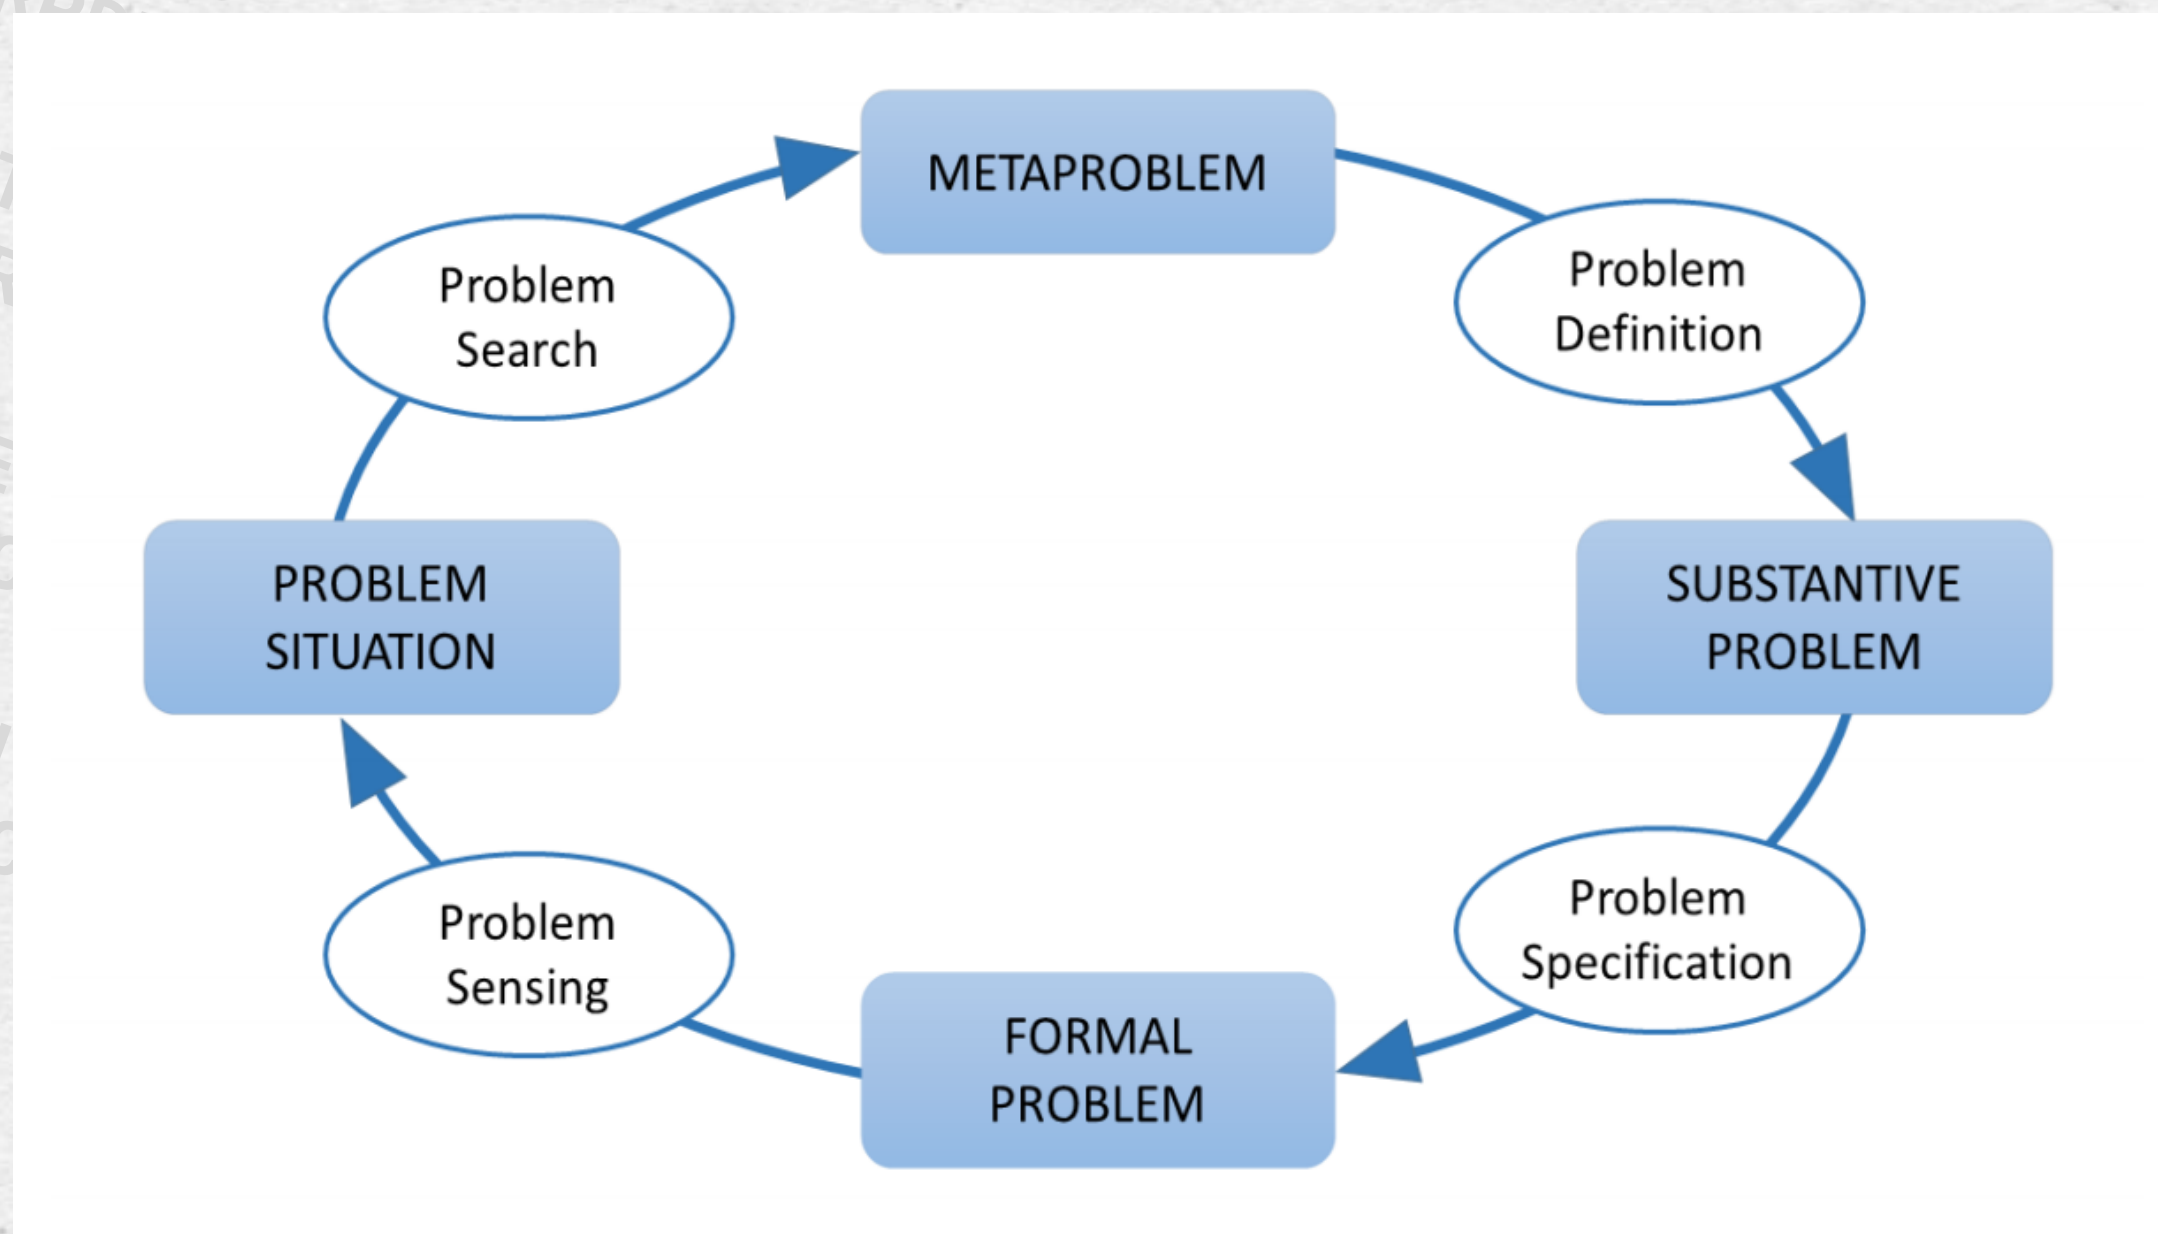 METAPROBLEM
Problem
Definition
SUBSTANTIVE
PROBLEM
Problem
Specification
FORMAL
PROBLEM
Problem
Sensing
PROBLEM
SITUATION
Problem
Search